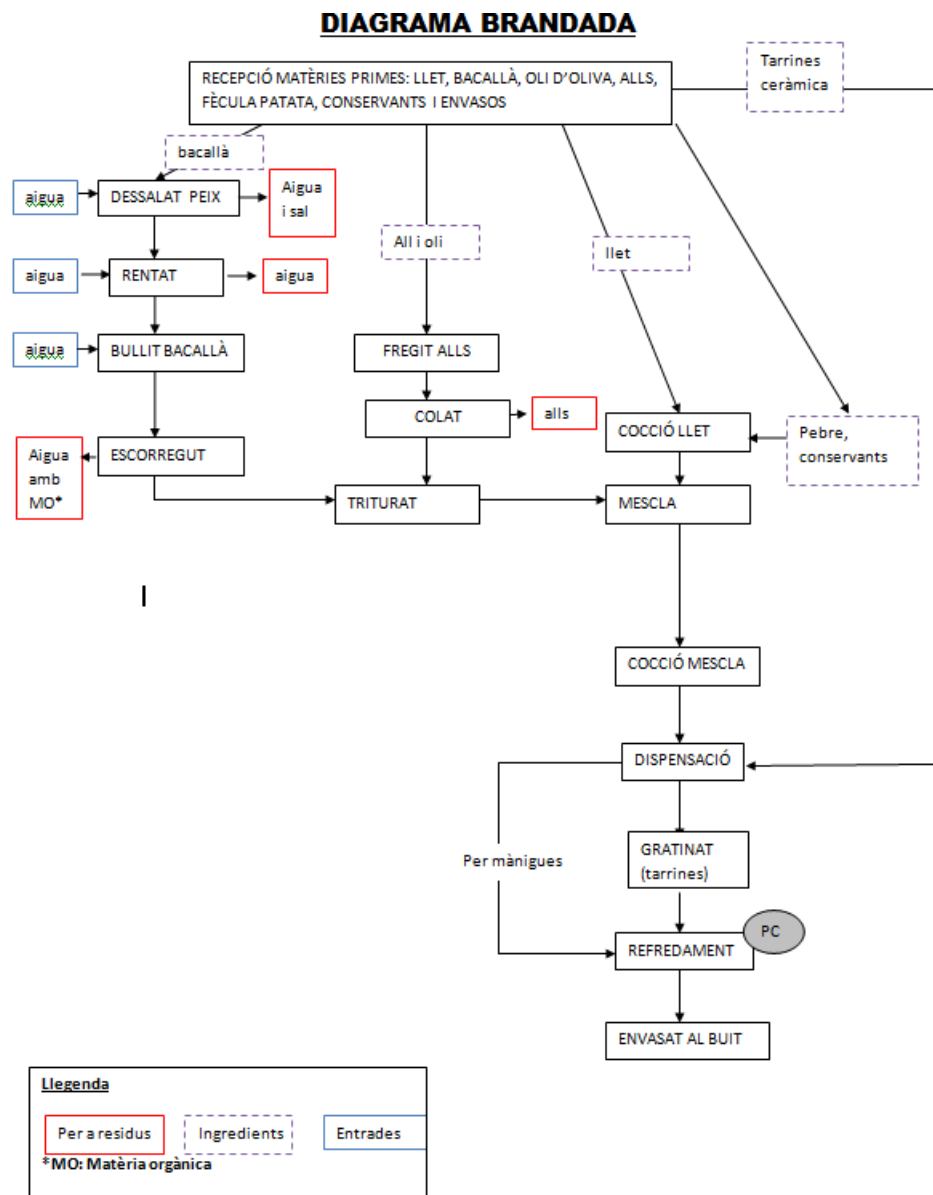 DIAGRAMA BRANDADA
Tarrines
ceràmica
RECEPCIÓ MATÈRIES PRIMES: LLET, BACALLÀ, OLI D'OLIVA, ALLS,
FÈCULA PATATA, CONSERVANTS I ENVASOS
bacallà
aigua
DESSALAT PEIX
Aigua
i sal
All i oli
llet
aigua
RENTAT
aigua
aigua
BULLIT BACALLÀ
FREGIT ALLS
COLAT
alls
COCCIÓ LLET
Pebre,
conservants
Aigua
amb
MO*
ESCORREGUT
TRITURAT
MESCLA
COCCIÓ MESCLA
DISPENSACIÓ
Per mànigues
GRATINAT
(tarrines)
PC
REFREDAMENT
ENVASAT AL BUIT
Llegenda
Per a residus
Ingredients
Entrades
*MO: Matèria orgànica